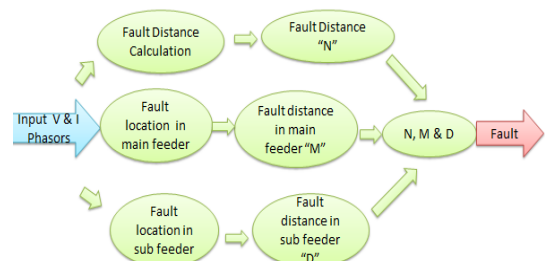 Fault Distance
Calculation
Fault Distance
"N"
Input V & I
Phasors
Fault
location in
main feeder
Fault distance
in main
feeder "M"
N, M & D
Fault
Fault
location in
sub feeder
Fault
distance in
sub feeder
"D"